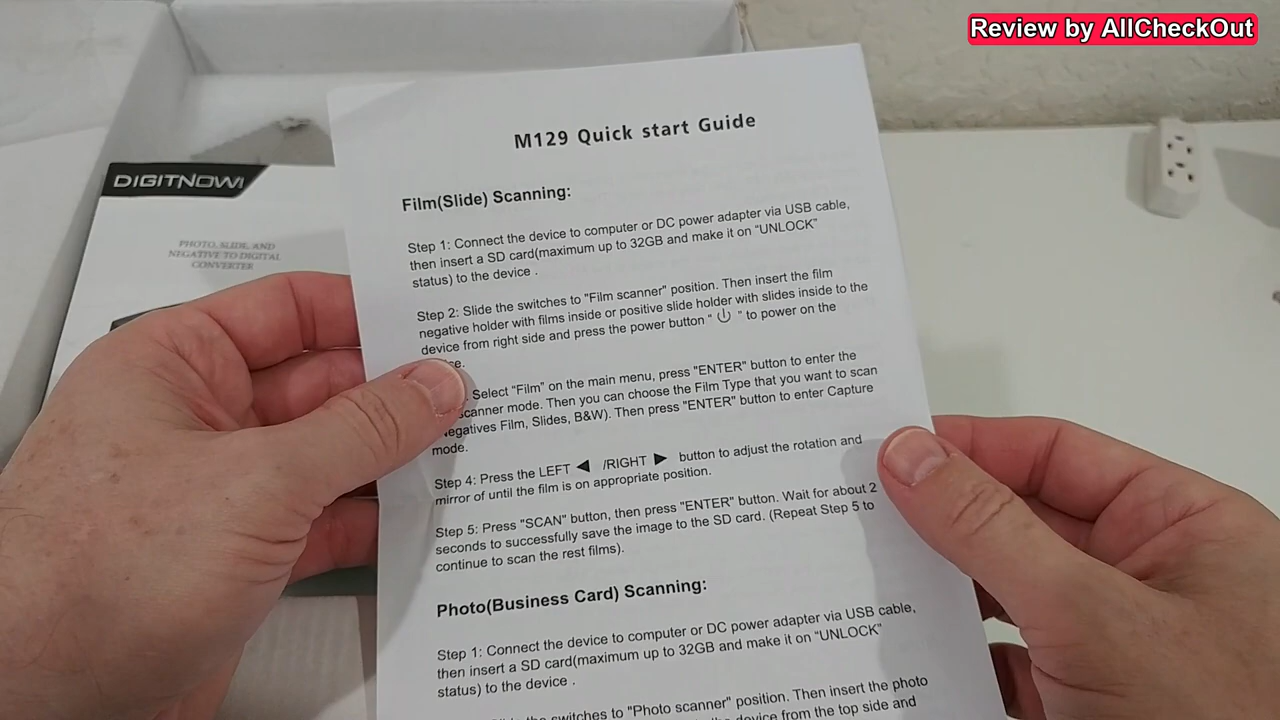 Review by AllCheckOut
DIGITNOW!
PHOTO, SLIDE, AND
NEGATIVE TO DIGITAL
CONVERTER
M129 Quick start Guide
Film(Slide) Scanning:
Step 1: Connect the device to computer or DC power adapter via USB cable,
then insert a SD card(maximum up to 32GB and make it on “UNLOCK”
status) to the device .
Step 2: Slide the switches to "Film scanner" position. Then insert the film
negative holder with films inside or positive slide holder with slides inside to the
device from right side and press the power button “ ⏻ ” to power on the
Select "Film" on the main menu, press "ENTER" button to enter the
scanner mode. Then you can choose the Film Type that you want to scan
Negatives Film, Slides, B&W). Then press "ENTER" button to enter Capture
mode.
Step 4: Press the LEFT ◀ /RIGHT ▶ button to adjust the rotation and
mirror of until the film is on appropriate position.
Step 5: Press "SCAN" button, then press "ENTER" button. Wait for about 2
seconds to successfully save the image to the SD card. (Repeat Step 5 to
continue to scan the rest films).
Photo(Business Card) Scanning:
Step 1: Connect the device to computer or DC power adapter via USB cable,
then insert a SD card(maximum up to 32GB and make it on “UNLOCK”
status) to the device .
switches to "Photo scanner" position. Then insert the photo
the device from the top side and